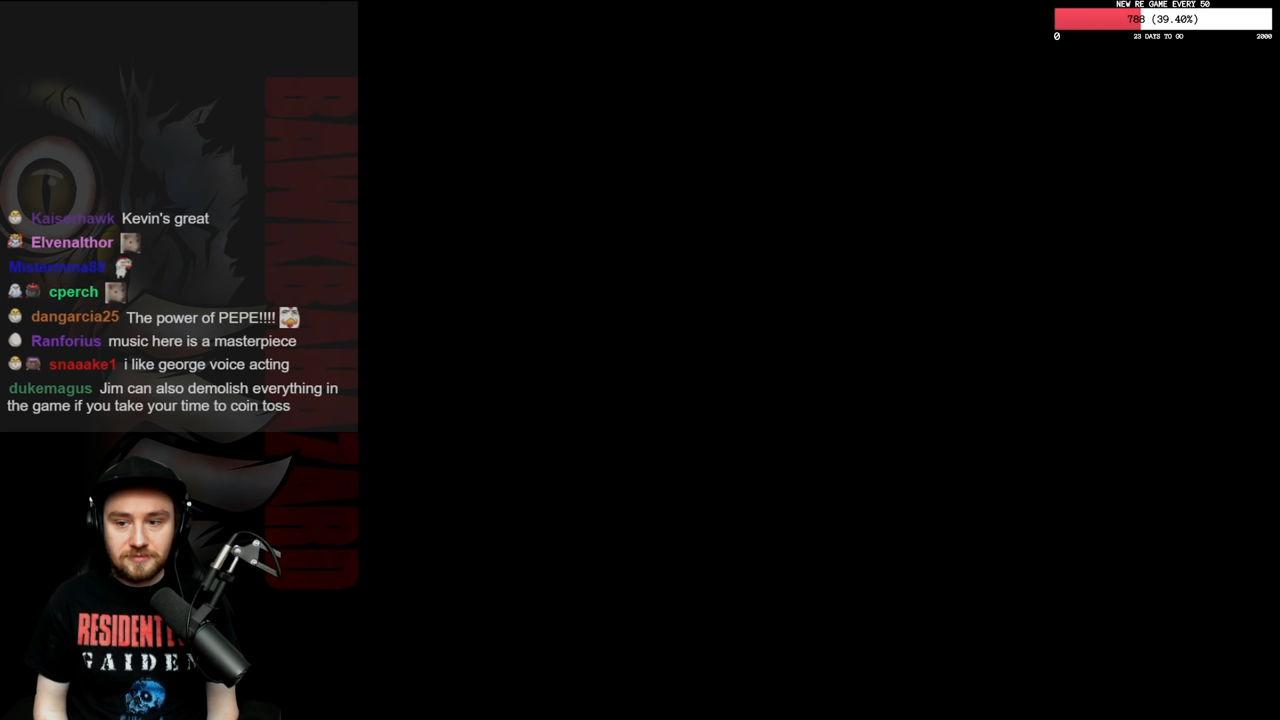 NEW RE GAME EVERY 50
788 (39.40%)
0
23 DAYS TO GO
2000
Kaiserhawk Kevin's great
Elvenalthor
cperch
dangarcia25 The power of PEPE!!!!
Ranforius music here is a masterpiece
snaaake1 i like george voice acting
dukemagus Jim can also demolish everything in
the game if you take your time to coin toss
GAIDEN